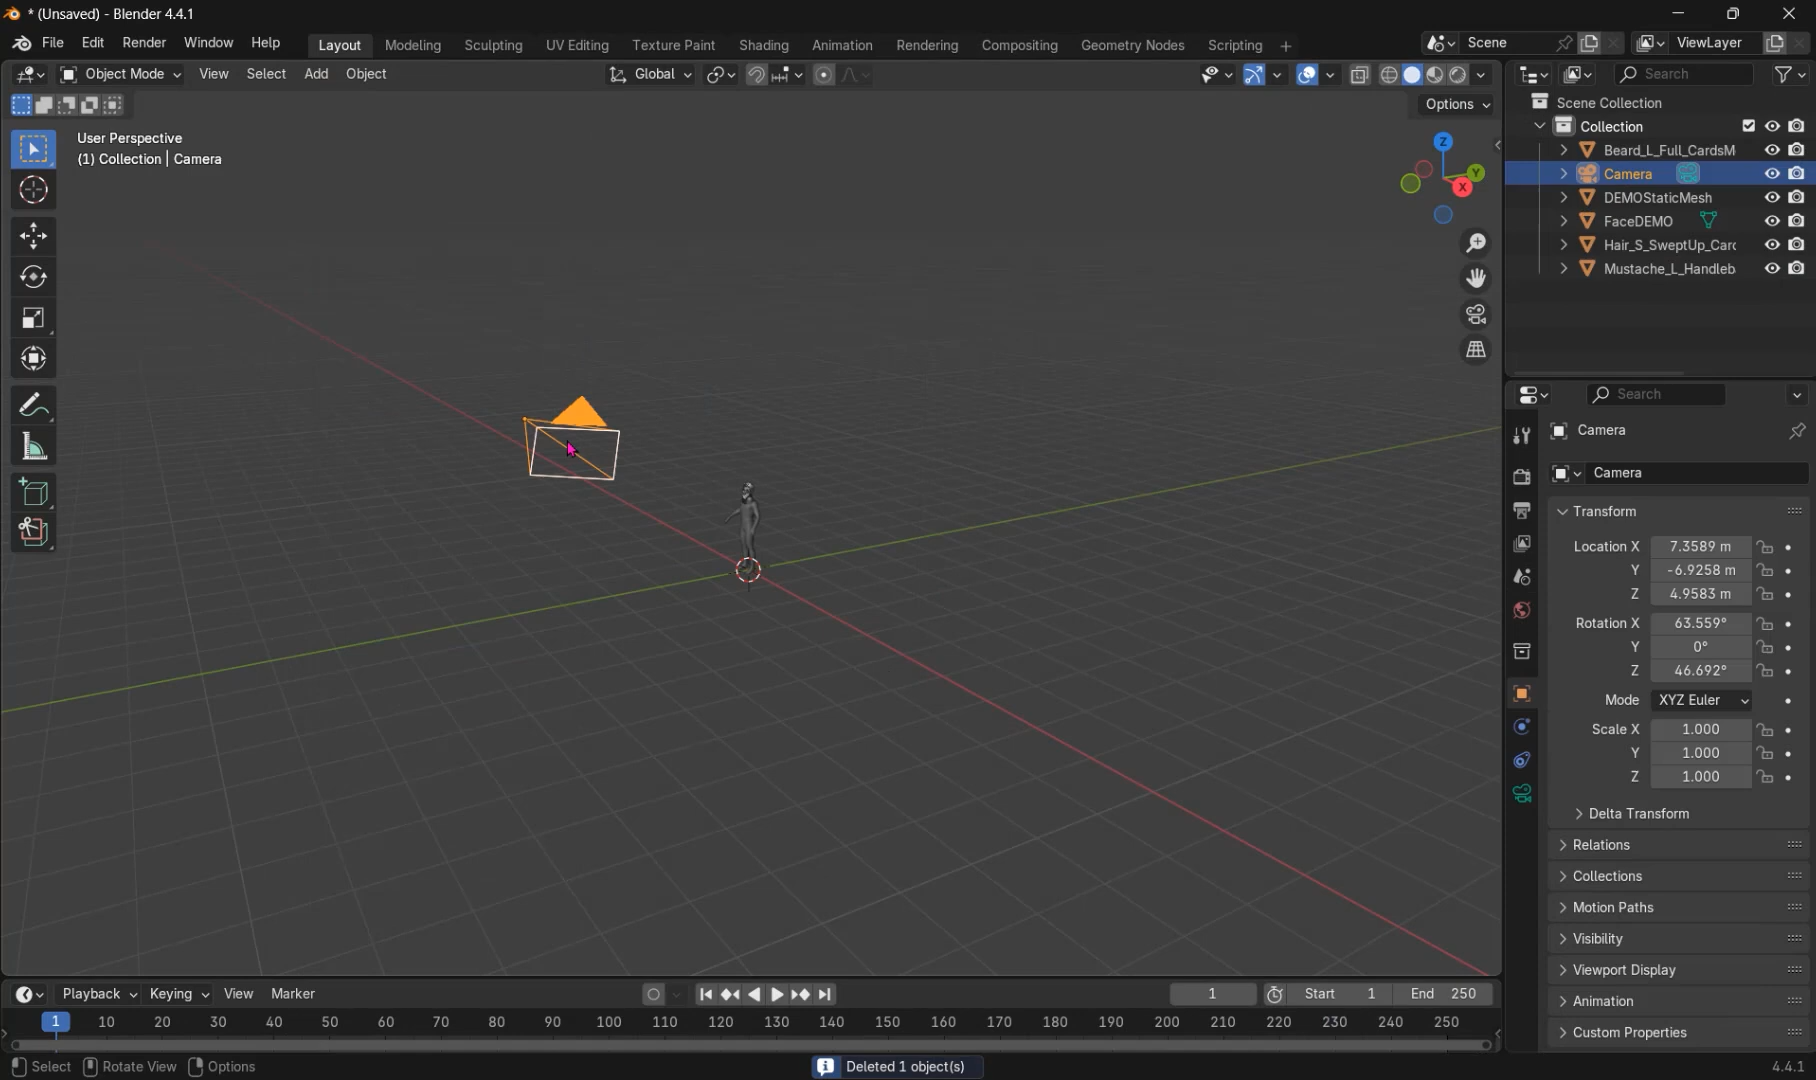 * (Unsaved) - Blender 4.4.1
File Edit Render Window Help Layout Modeling Sculpting UV Editing Texture Paint Shading Animation Rendering Compositing Geometry Nodes Scripting + Scene ViewLayer
Object Mode View Select Add Object Global Search
Options
User Perspective
(1) Collection | Camera
Z
Y
X
Scene Collection
Collection
Beard_L_Full_CardsM
Camera
DEMOStaticMesh
FaceDEMO
Hair_S_SweptUp_Carc
Mustache_L_Handleb
Search
Camera
Camera
Transform
Location X 7.3589 m
Y -6.9258 m
Z 4.9583 m
Rotation X 63.559°
Y 0°
Z 46.692°
Mode XYZ Euler
Scale X 1.000
Y 1.000
Z 1.000
Delta Transform
Relations
Collections
Motion Paths
Visibility
Viewport Display
Animation
Custom Properties
Playback Keying View Marker 1 Start 1 End 250
1 10 20 30 40 50 60 70 80 90 100 110 120 130 140 150 160 170 180 190 200 210 220 230 240 250
Select Rotate View Options Deleted 1 object(s) 4.4.1